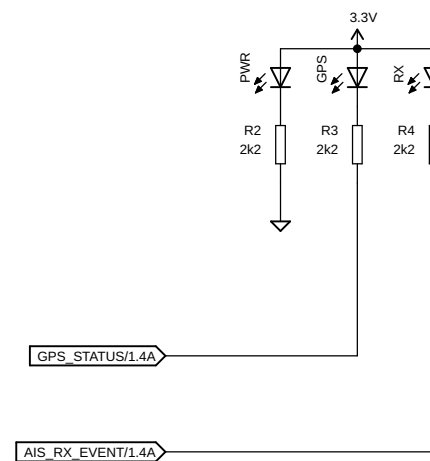 3.3V
PWR
GPS
RX
R2
2k2
R3
2k2
R4
2k2
GPS_STATUS/1.4A
AIS_RX_EVENT/1.4A